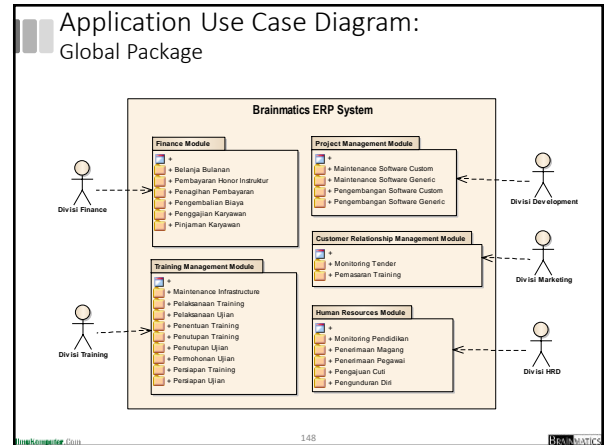 Application Use Case Diagram:
Global Package
Brainmatics ERP System
Finance Module
+
+ Belanja Bulanan
+ Pembayaran Honor Instruktur
+ Penagihan Pembayaran
+ Pengembalian Biaya
+ Penggajian Karyawan
+ Pinjaman Karyawan
Divisi Finance
Training Management Module
+
+ Maintenance Infrastructure
+ Pelaksanaan Training
+ Pelaksanaan Ujian
+ Penentuan Training
+ Penutupan Training
+ Penutupan Ujian
+ Permohonan Ujian
+ Persiapan Training
+ Persiapan Ujian
Divisi Training
Project Management Module
+
+ Maintenance Software Custom
+ Maintenance Software Generic
+ Pengembangan Software Custom
+ Pengembangan Software Generic
Divisi Development
Customer Relationship Management Module
+
+ Monitoring Tender
+ Pemasaran Training
Divisi Marketing
Human Resources Module
+
+ Monitoring Pendidikan
+ Penerimaan Magang
+ Penerimaan Pegawai
+ Pengajuan Cuti
+ Pengunduran Diri
Divisi HRD
IlmuKomputer.Com
148
BRAINMATICS